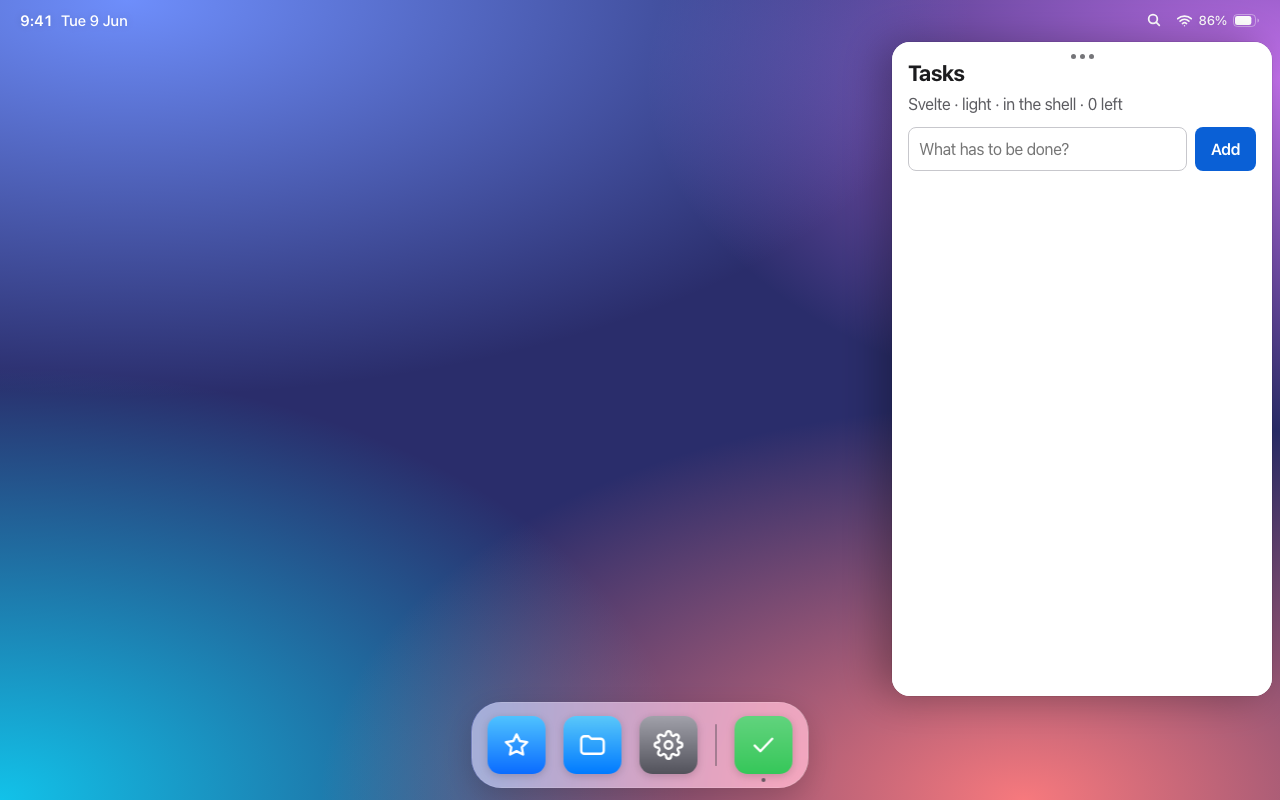 9:41 Tue 9 Jun
86%
Tasks
Svelte · light · in the shell · 0 left
What has to be done?
Add